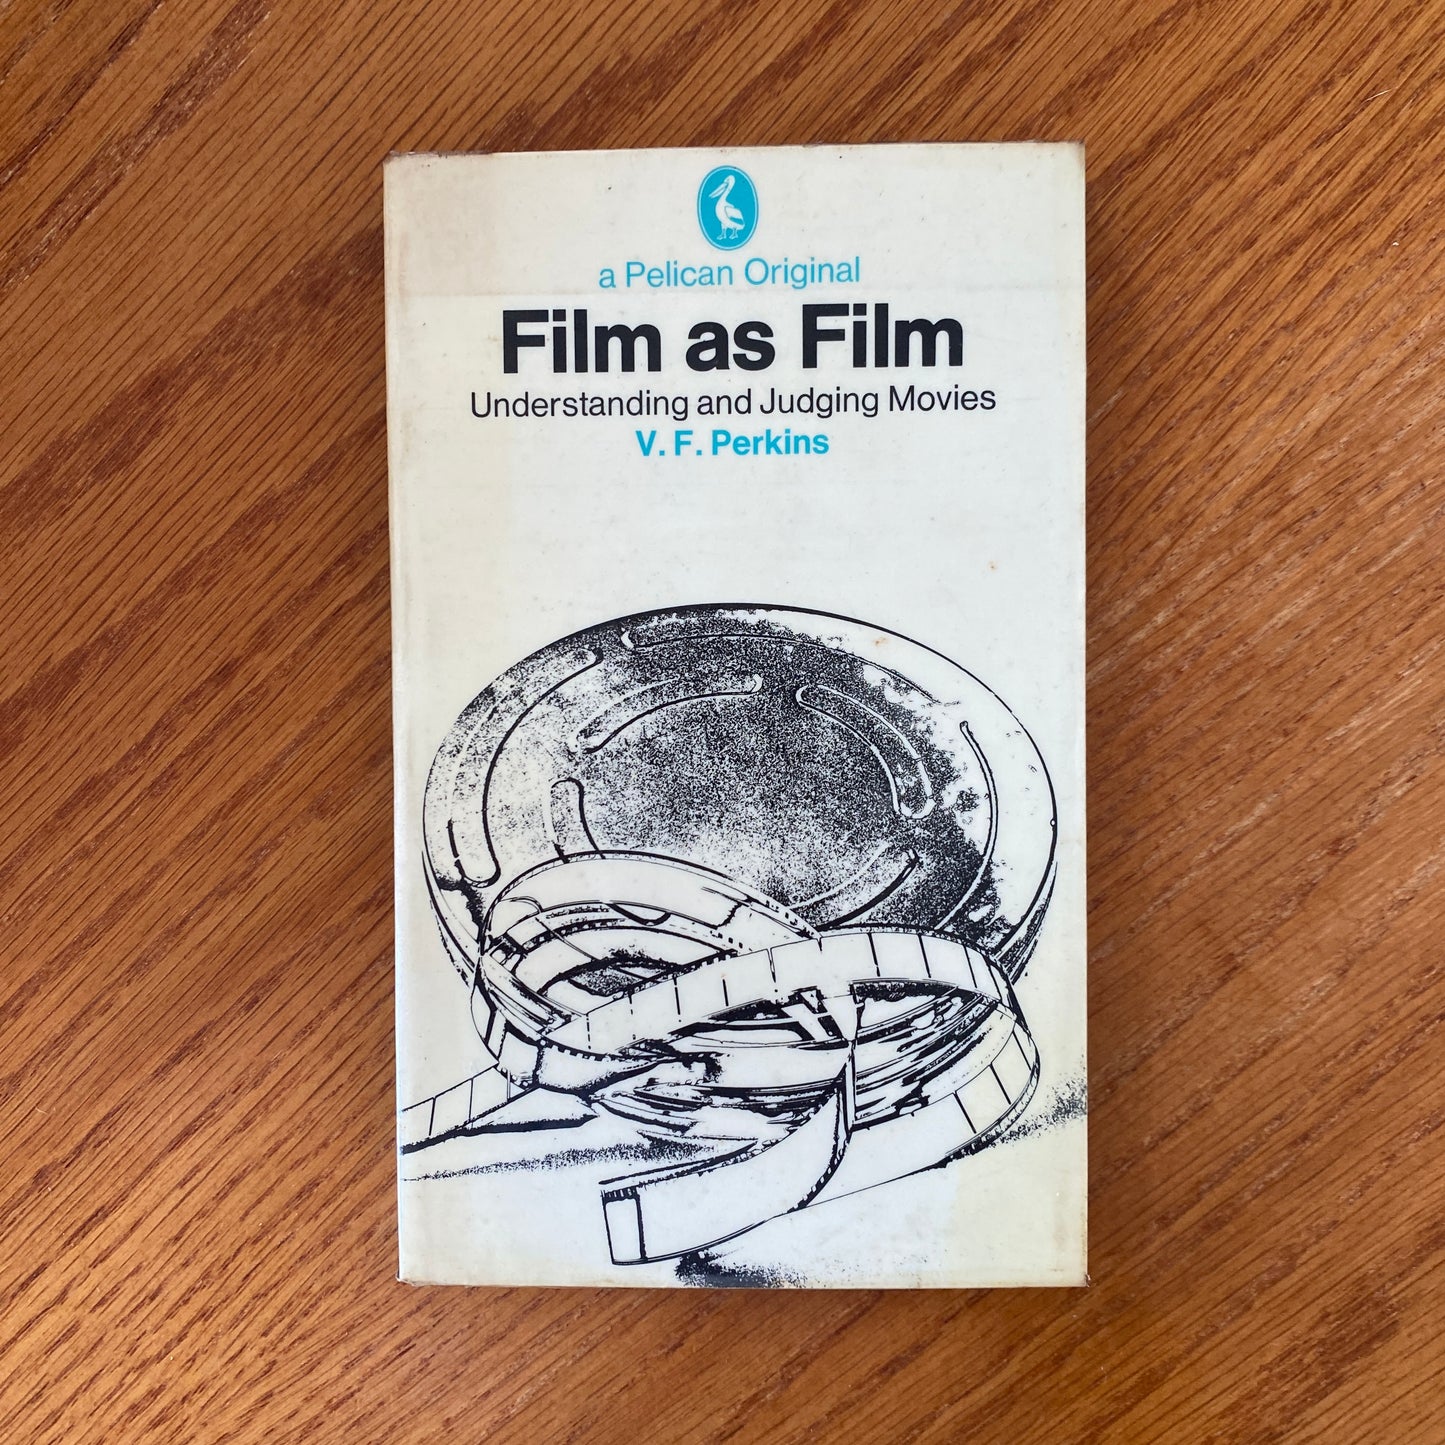 a Pelican Original
Film as Film
Understanding and Judging Movies
V. F. Perkins